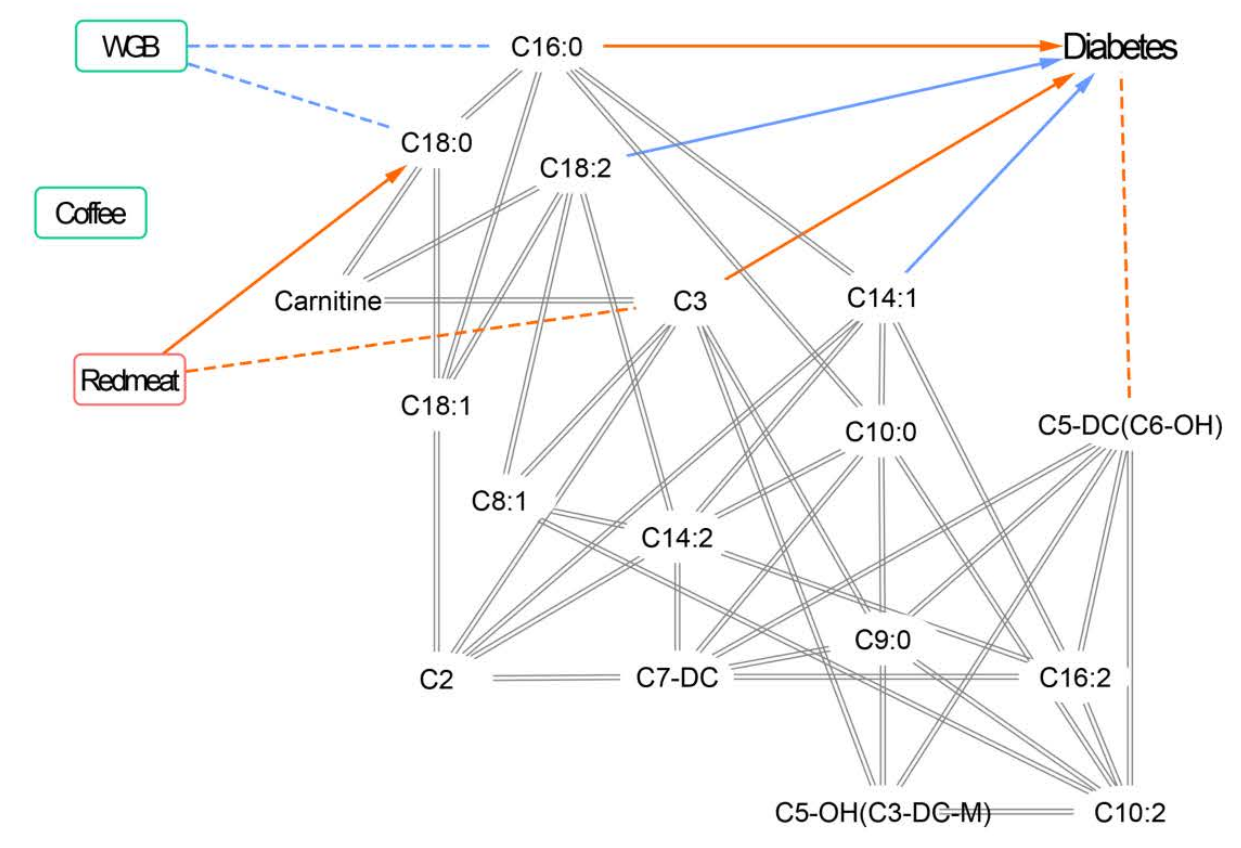 WGB
C16:0
Diabetes
C18:0
C18:2
Coffee
Carnitine
C3
C14:1
Redmeat
C18:1
C10:0
C5-DC(C6-OH)
C8:1
C14:2
C9:0
C2
C7-DC
C16:2
C5-OH(C3-DC-M)
C10:2